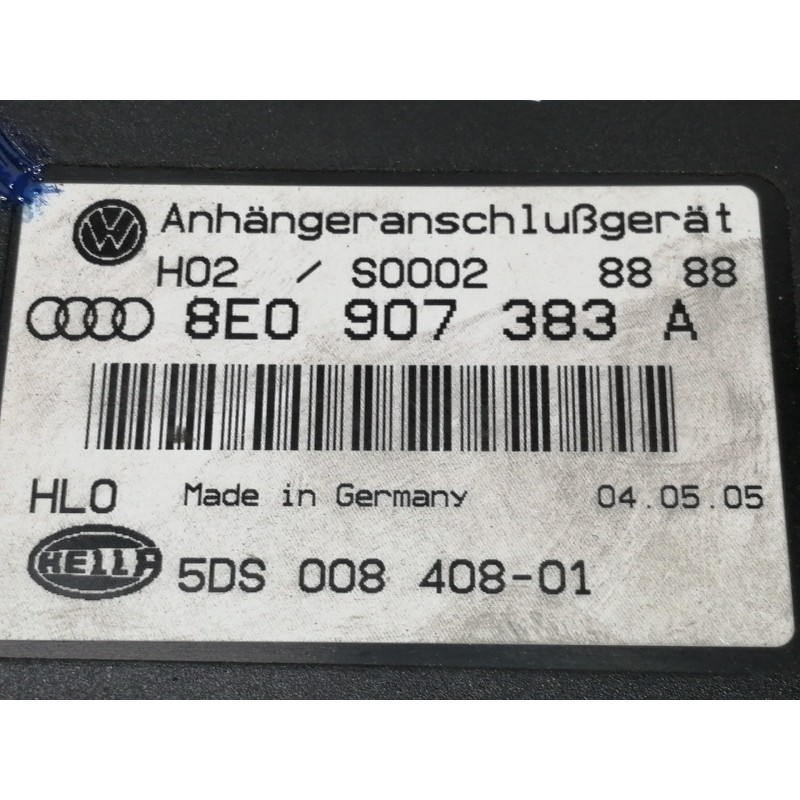 Anhängeranschlußgerät
H02 / S0002 88 88
8E0 907 383 A
HLO Made in Germany 04.05.05
HELLA 5DS 008 408-01